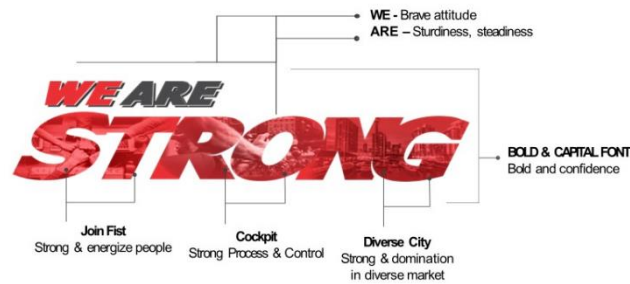 WE - Brave attitude
ARE – Sturdiness, steadiness
WE ARE
STRONG
BOLD & CAPITAL FONT
Bold and confidence
Join Fist
Strong & energize people
Cockpit
Strong Process & Control
Diverse City
Strong & domination
in diverse market